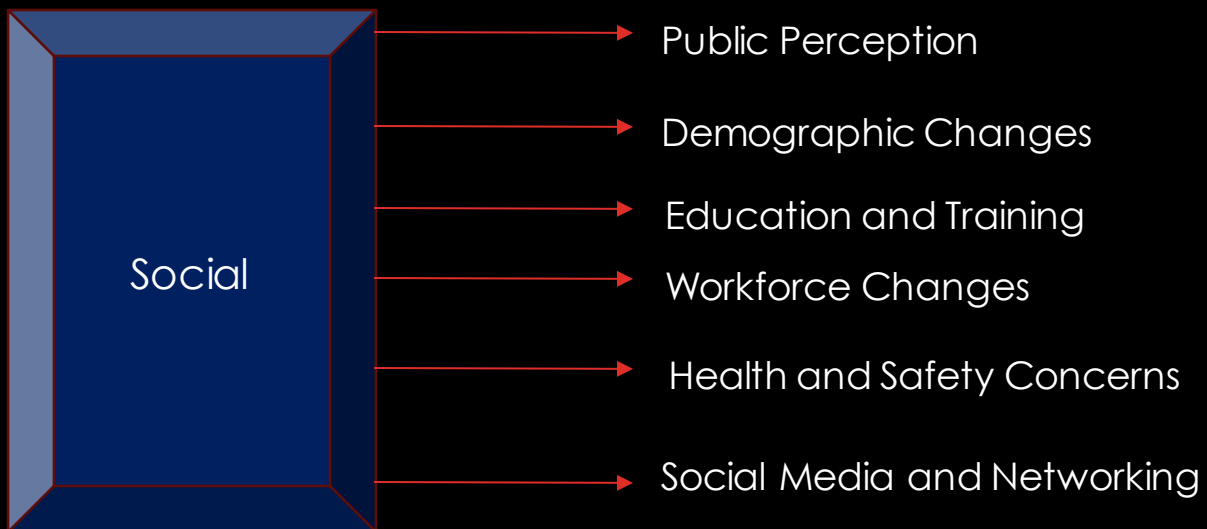 Public Perception
Demographic Changes
Education and Training
Social
Workforce Changes
Health and Safety Concerns
Social Media and Networking